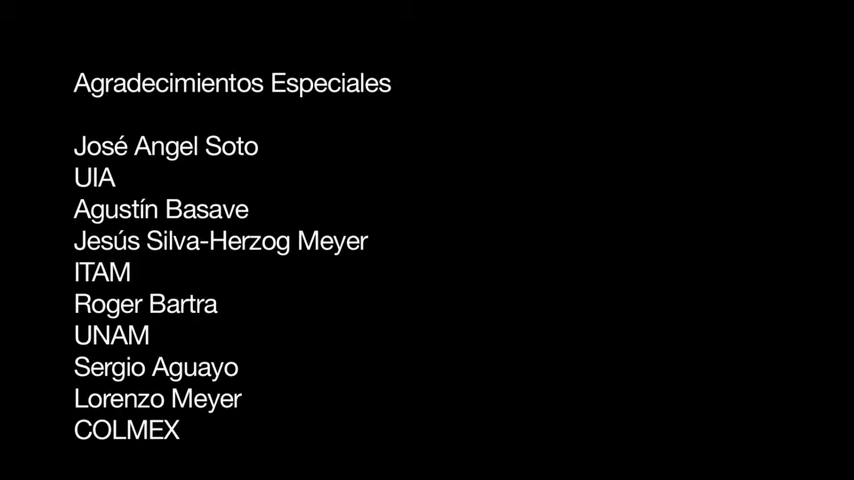 Agradecimientos Especiales
José Angel Soto
UIA
Agustín Basave
Jesús Silva-Herzog Meyer
ITAM
Roger Bartra
UNAM
Sergio Aguayo
Lorenzo Meyer
COLMEX